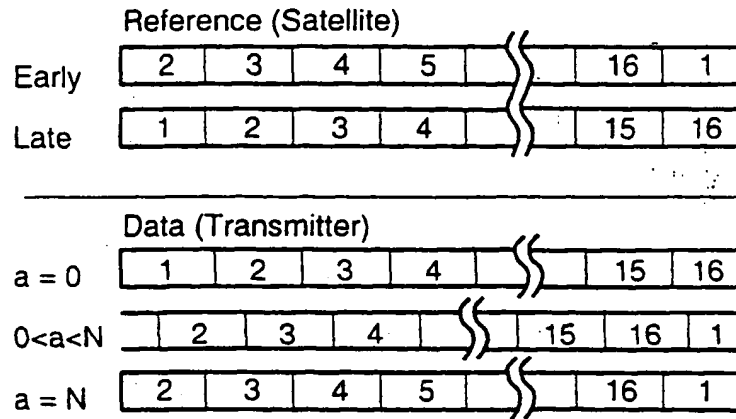 Reference (Satellite)
Early 2 3 4 5 16 1
Late 1 2 3 4 15 16
Data (Transmitter)
a = 0 1 2 3 4 15 16
0<a<N 2 3 4 15 16 1
a = N 2 3 4 5 16 1